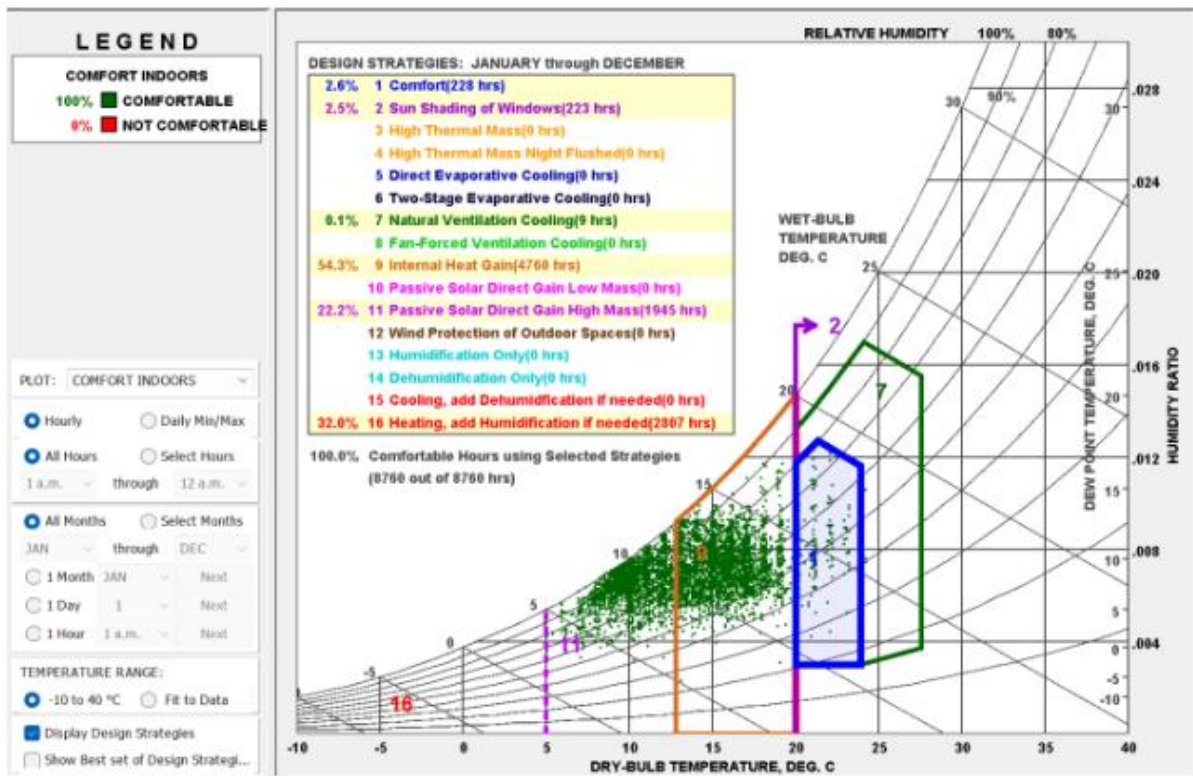 LEGEND
COMFORT INDOORS
100% COMFORTABLE
0% NOT COMFORTABLE
PLOT: COMFORT INDOORS
Hourly Daily Min/Max
All Hours Select Hours
1 a.m. through 12 a.m.
All Months Select Months
JAN through DEC
1 Month JAN Next
1 Day 1 Next
1 Hour 1 a.m. Next
TEMPERATURE RANGE:
-10 to 40 °C Fit to Data
Display Design Strategies
Show Best set of Design Strategi...
RELATIVE HUMIDITY 100% 80%
90%
DESIGN STRATEGIES: JANUARY through DECEMBER
2.6% 1 Comfort(228 hrs)
2.5% 2 Sun Shading of Windows(223 hrs)
3 High Thermal Mass(0 hrs)
4 High Thermal Mass Night Flushed(0 hrs)
5 Direct Evaporative Cooling(0 hrs)
6 Two-Stage Evaporative Cooling(0 hrs)
0.1% 7 Natural Ventilation Cooling(9 hrs)
8 Fan-Forced Ventilation Cooling(0 hrs)
54.3% 9 Internal Heat Gain(4760 hrs)
10 Passive Solar Direct Gain Low Mass(0 hrs)
22.2% 11 Passive Solar Direct Gain High Mass(1945 hrs)
12 Wind Protection of Outdoor Spaces(0 hrs)
13 Humidification Only(0 hrs)
14 Dehumidification Only(0 hrs)
15 Cooling, add Dehumidfication if needed(0 hrs)
32.0% 16 Heating, add Humidification if needed(2807 hrs)
100.0% Comfortable Hours using Selected Strategies
(8760 out of 8760 hrs)
WET-BULB
TEMPERATURE
DEG. C
-5
0
5
10
15
20
25
30
2
7
9
1
11
16
DEW POINT TEMPERATURE, DEG. C
30
25
20
15
10
5
0
-5
-10
HUMIDITY RATIO
.028
.024
.020
.016
.012
.008
.004
-10 -5 0 5 10 15 20 25 30 35 40
DRY-BULB TEMPERATURE, DEG. C